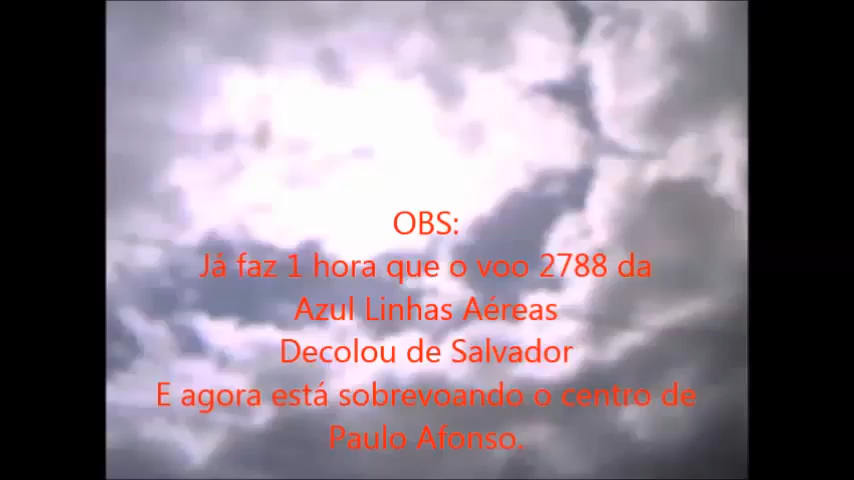 OBS:
Já faz 1 hora que o voo 2788 da
Azul Linhas Aéreas
Decolou de Salvador
E agora está sobrevoando o centro de
Paulo Afonso.